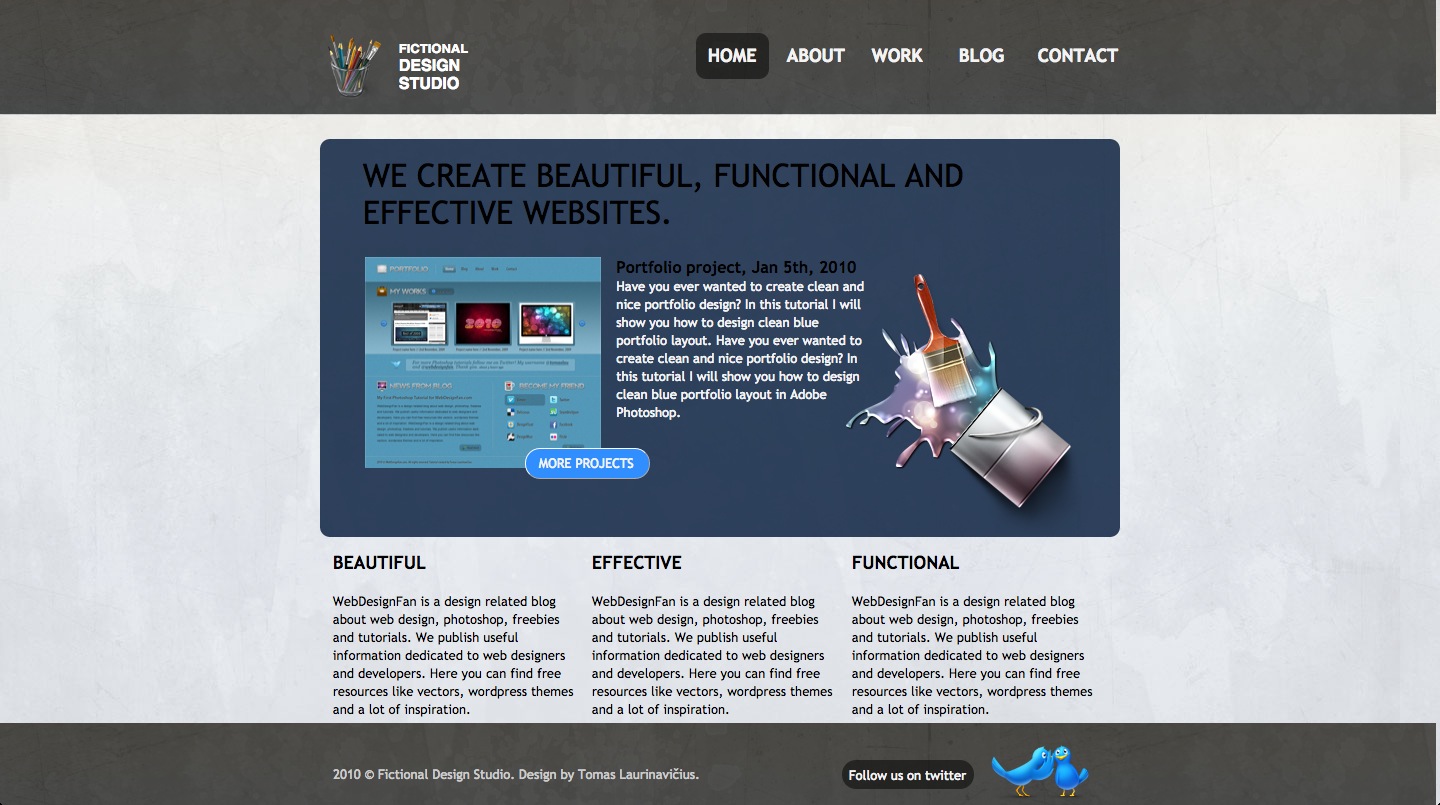 FICTIONAL
DESIGN
STUDIO
HOME ABOUT WORK BLOG CONTACT
WE CREATE BEAUTIFUL, FUNCTIONAL AND
EFFECTIVE WEBSITES.
PORTFOLIO
MY WORKS
2010
NEWS FROM BLOG
BECOME MY FRIEND
Portfolio project, Jan 5th, 2010
Have you ever wanted to create clean and
nice portfolio design? In this tutorial I will
show you how to design clean blue
portfolio layout. Have you ever wanted to
create clean and nice portfolio design? In
this tutorial I will show you how to design
clean blue portfolio layout in Adobe
Photoshop.
MORE PROJECTS
BEAUTIFUL
WebDesignFan is a design related blog
about web design, photoshop, freebies
and tutorials. We publish useful
information dedicated to web designers
and developers. Here you can find free
resources like vectors, wordpress themes
and a lot of inspiration.
EFFECTIVE
WebDesignFan is a design related blog
about web design, photoshop, freebies
and tutorials. We publish useful
information dedicated to web designers
and developers. Here you can find free
resources like vectors, wordpress themes
and a lot of inspiration.
FUNCTIONAL
WebDesignFan is a design related blog
about web design, photoshop, freebies
and tutorials. We publish useful
information dedicated to web designers
and developers. Here you can find free
resources like vectors, wordpress themes
and a lot of inspiration.
2010 © Fictional Design Studio. Design by Tomas Laurinavičius.
Follow us on twitter